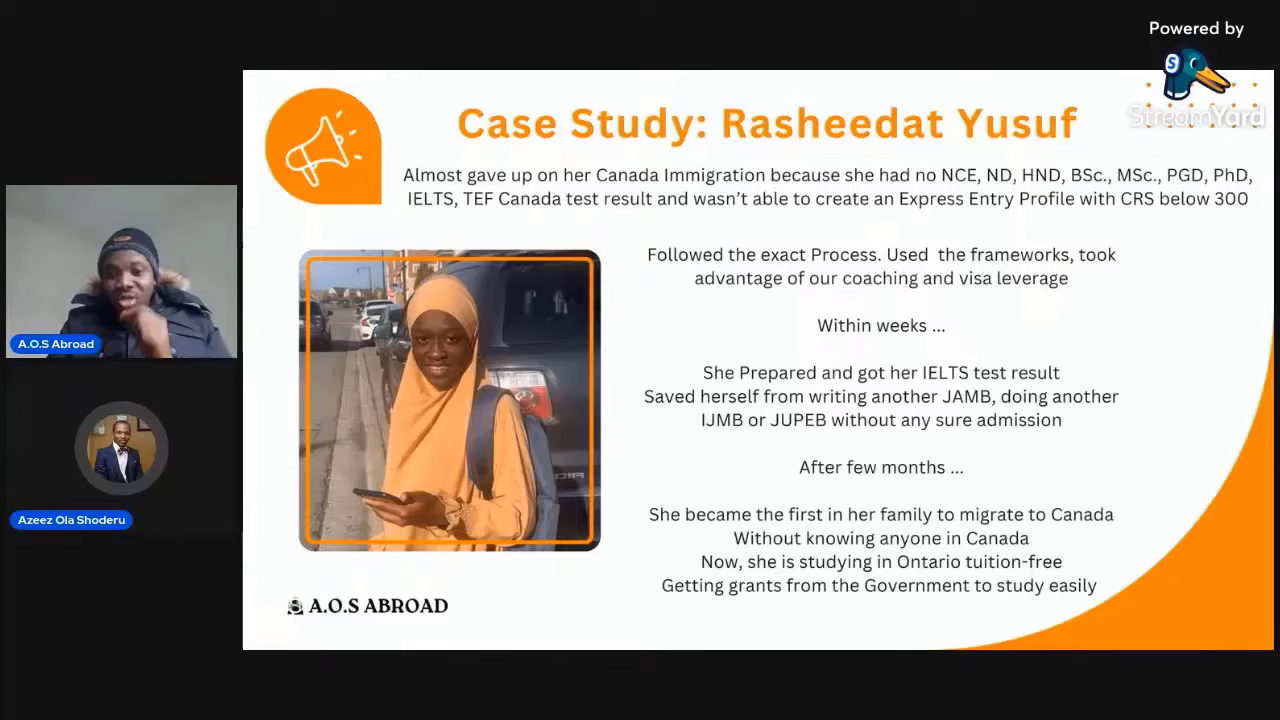 Powered by
S
StreamYard
Case Study: Rasheedat Yusuf
Almost gave up on her Canada Immigration because she had no NCE, ND, HND, BSc., MSc., PGD, PhD,
IELTS, TEF Canada test result and wasn't able to create an Express Entry Profile with CRS below 300
Followed the exact Process. Used the frameworks, took
advantage of our coaching and visa leverage
Within weeks ...
She Prepared and got her IELTS test result
Saved herself from writing another JAMB, doing another
IJMB or JUPEB without any sure admission
After few months ...
She became the first in her family to migrate to Canada
Without knowing anyone in Canada
Now, she is studying in Ontario tuition-free
Getting grants from the Government to study easily
A.O.S ABROAD
A.O.S Abroad
Azeez Ola Shoderu